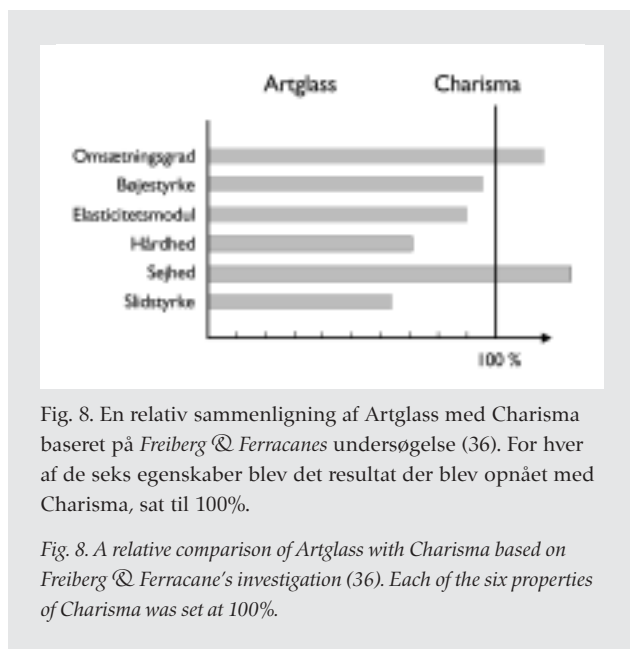 Artglass Charisma
Omsætningsgrad
Bøjestyrke
Elasticitetsmodul
Hårdhed
Sejhed
Slidstyrke
100 %
Fig. 8. En relativ sammenligning af Artglass med Charisma
baseret på Freiberg & Ferracanes undersøgelse (36). For hver
af de seks egenskaber blev det resultat der blev opnået med
Charisma, sat til 100%.
Fig. 8. A relative comparison of Artglass with Charisma based on
Freiberg & Ferracane's investigation (36). Each of the six properties
of Charisma was set at 100%.